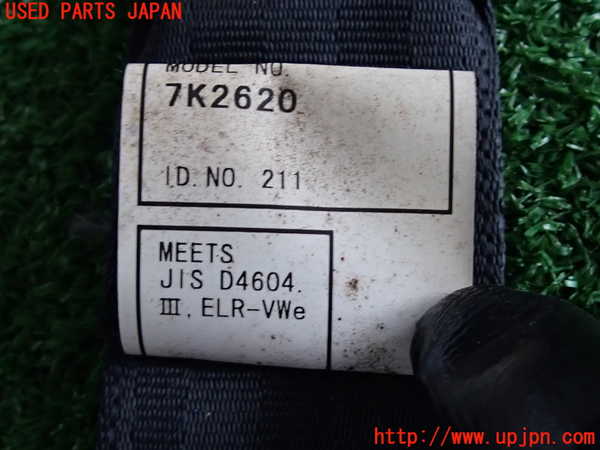 USED PARTS JAPAN
MODEL NO.
7K2620
I.D. NO. 211
MEETS
JIS D4604.
III, ELR-VWe
http://www.upjpn.com/